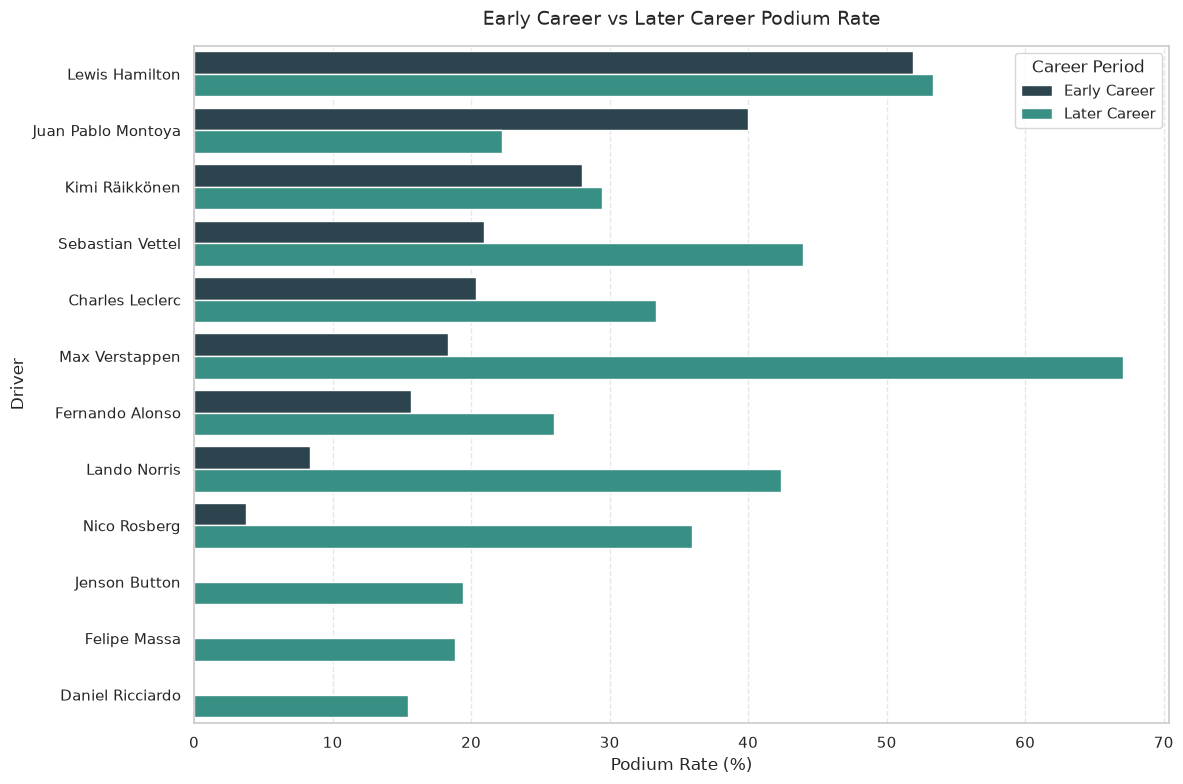 Early Career vs Later Career Podium Rate
Career Period
Early Career
Later Career
Driver
Lewis Hamilton
Juan Pablo Montoya
Kimi Räikkönen
Sebastian Vettel
Charles Leclerc
Max Verstappen
Fernando Alonso
Lando Norris
Nico Rosberg
Jenson Button
Felipe Massa
Daniel Ricciardo
0 10 20 30 40 50 60 70
Podium Rate (%)